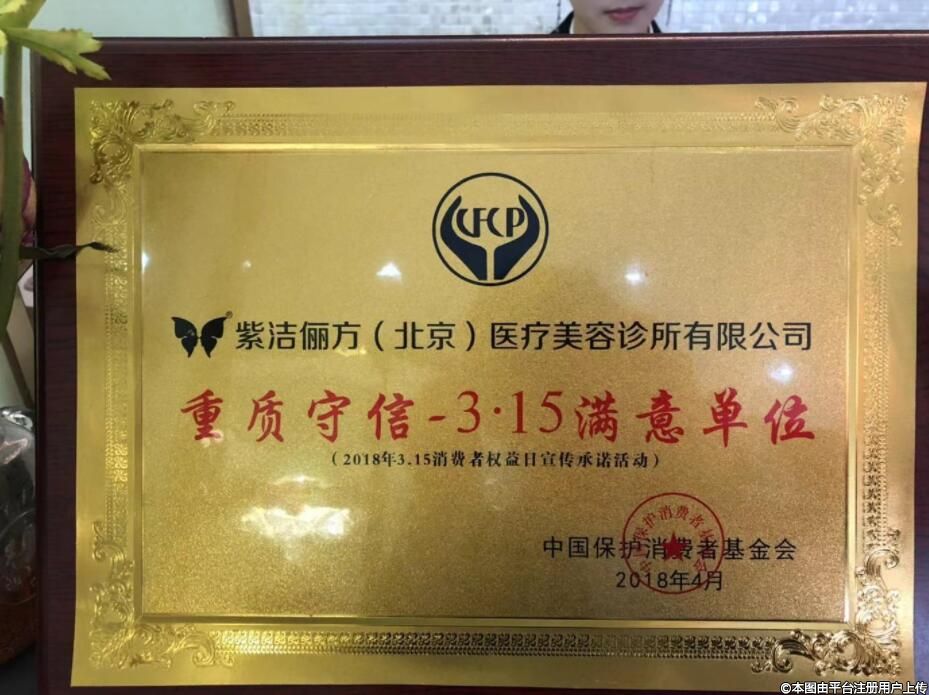 CFCP
紫洁俪方（北京）医疗美容诊所有限公司
重质守信-3·15满意单位
（2018年3.15消费者权益日宣传承诺活动）
中国保护消费者基金会
2018年4月
©本图由平台注册用户上传